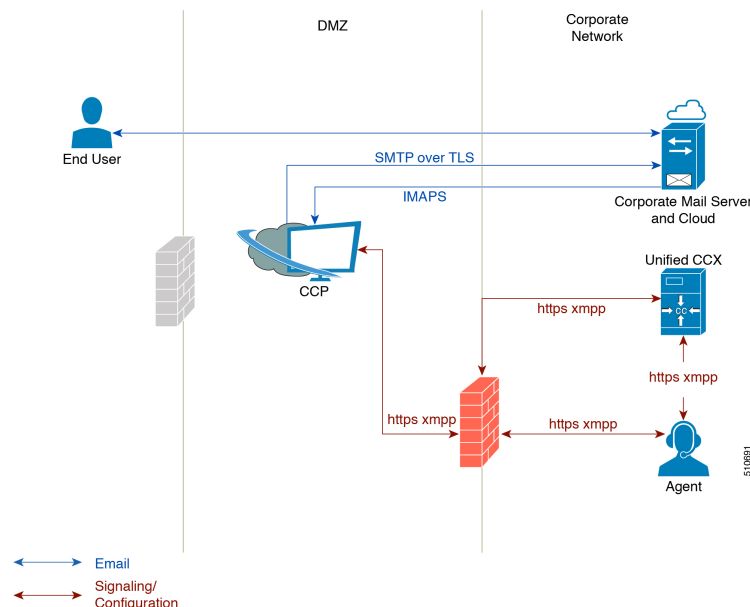 DMZ
Corporate
Network
End User
SMTP over TLS
IMAPS
Corporate Mail Server
and Cloud
CCP
Unified CCX
CC
https xmpp
https xmpp
https xmpp
https xmpp
Agent
510691
Email
Signaling/
Configuration